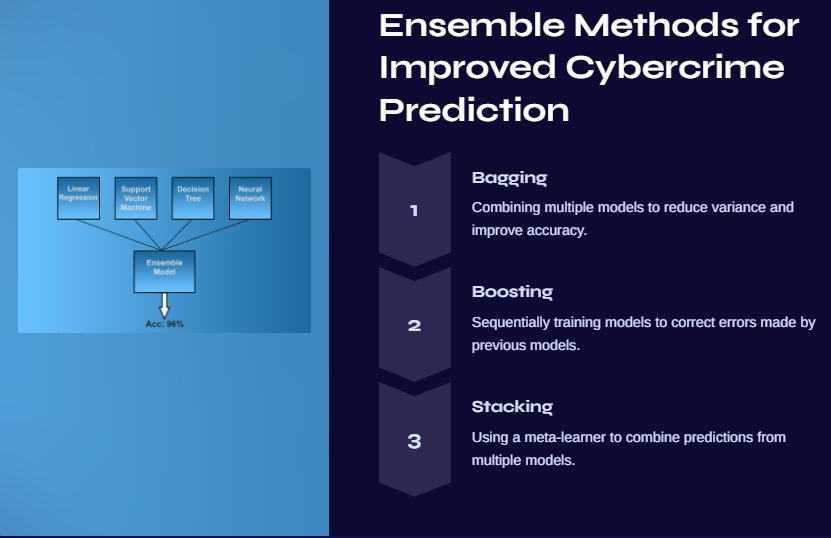 Ensemble Methods for
Improved Cybercrime
Prediction
Linear
Regression
Support
Vector
Machine
Decision
Tree
Neural
Network
Ensemble
Model
Acc: 96%
1
Bagging
Combining multiple models to reduce variance and
improve accuracy.
2
Boosting
Sequentially training models to correct errors made by
previous models.
3
Stacking
Using a meta-learner to combine predictions from
multiple models.